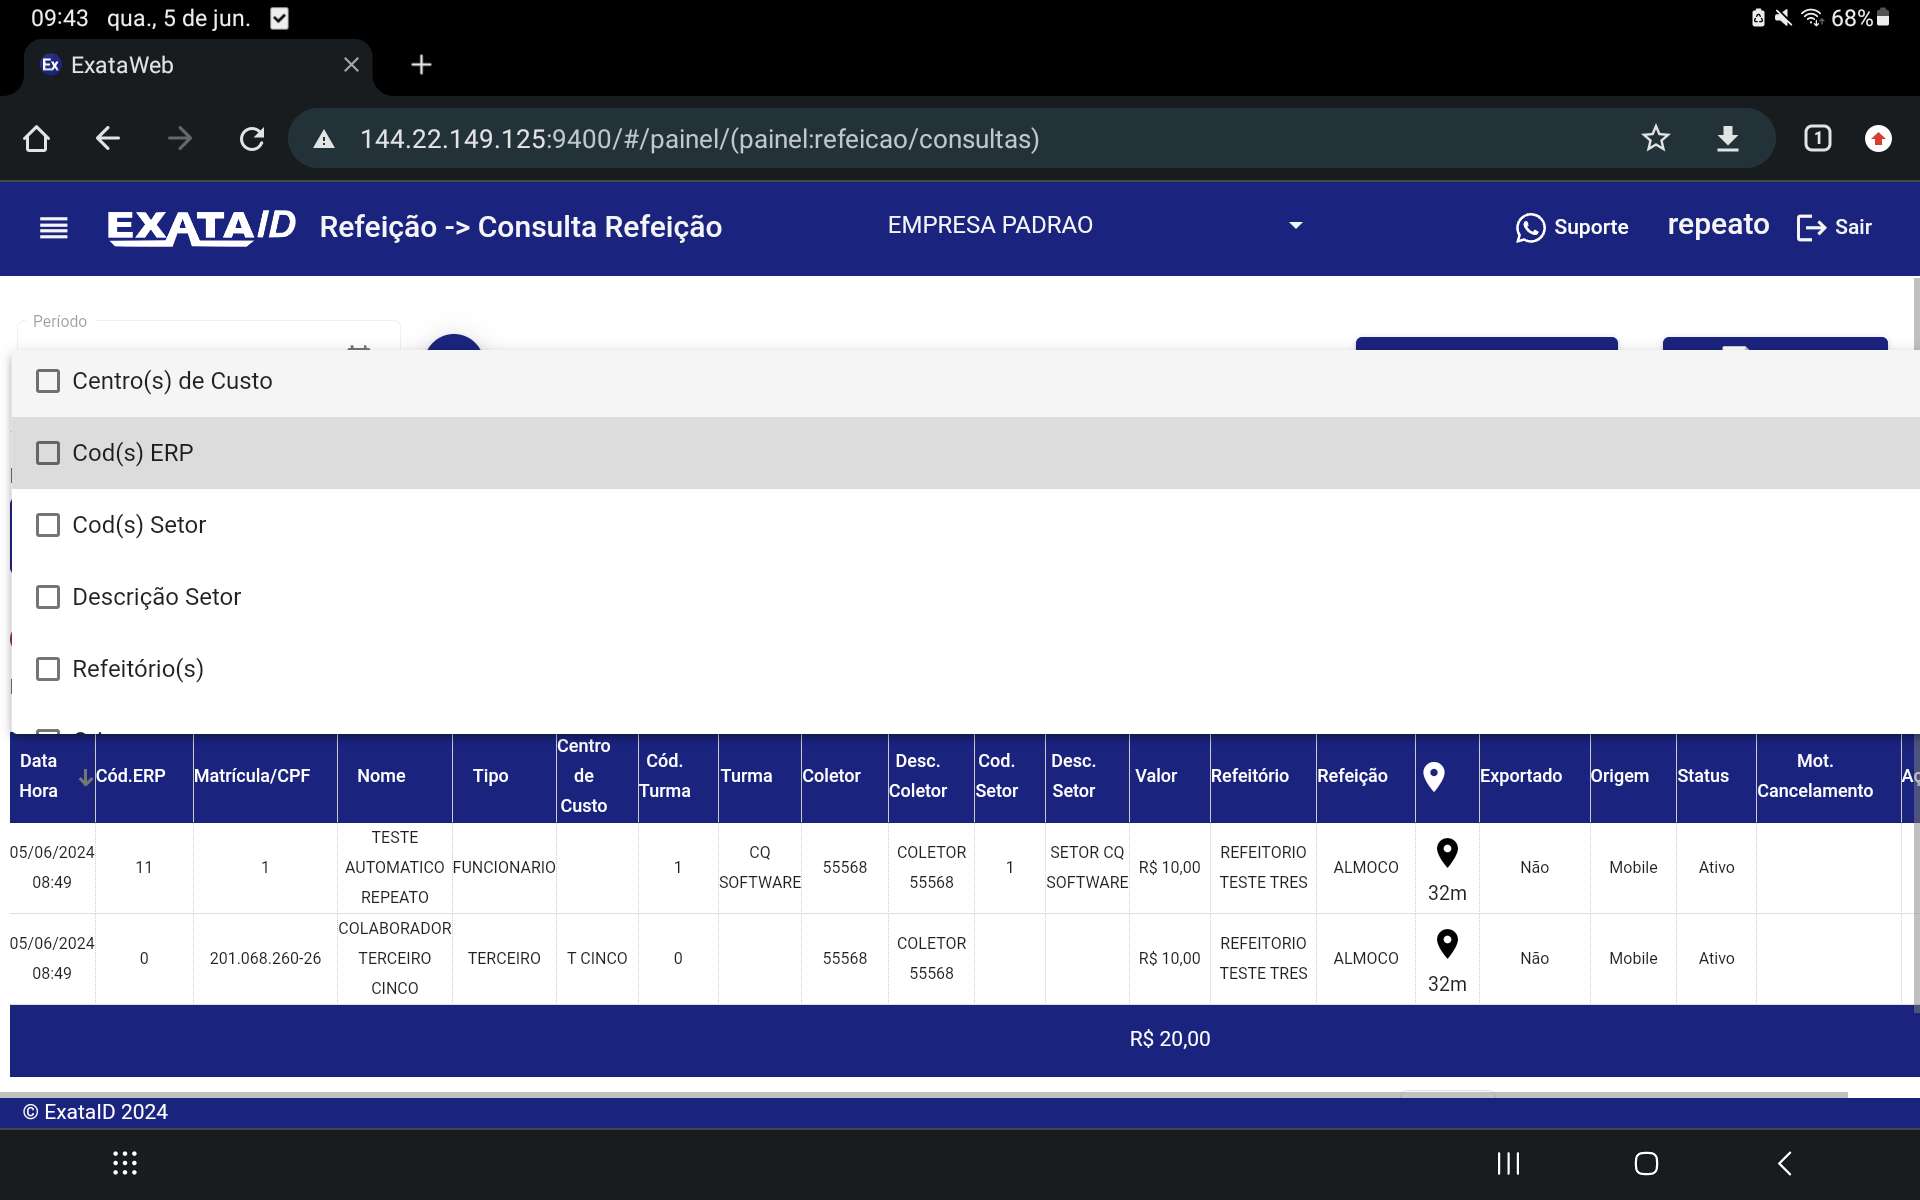 09:43 qua., 5 de jun. 68%
Ex ExataWeb
144.22.149.125:9400/#/painel/(painel:refeicao/consultas) 1
EXATAID Refeição -> Consulta Refeição EMPRESA PADRAO Suporte repeato Sair
Período
Centro(s) de Custo
Cod(s) ERP
Cod(s) Setor
Descrição Setor
Refeitório(s)
Data Hora Cód.ERP Matrícula/CPF Nome Tipo Centro de Custo Cód. Turma Turma Coletor Desc. Coletor Cod. Setor Desc. Setor Valor Refeitório Refeição Exportado Origem Status Mot. Cancelamento
05/06/2024 08:49 11 1 TESTE AUTOMATICO REPEATO FUNCIONARIO 1 CQ SOFTWARE 55568 COLETOR 55568 1 SETOR CQ SOFTWARE R$ 10,00 REFEITORIO TESTE TRES ALMOCO 32m Não Mobile Ativo
05/06/2024 08:49 0 201.068.260-26 COLABORADOR TERCEIRO CINCO TERCEIRO T CINCO 0 55568 COLETOR 55568 R$ 10,00 REFEITORIO TESTE TRES ALMOCO 32m Não Mobile Ativo
R$ 20,00
© ExataID 2024